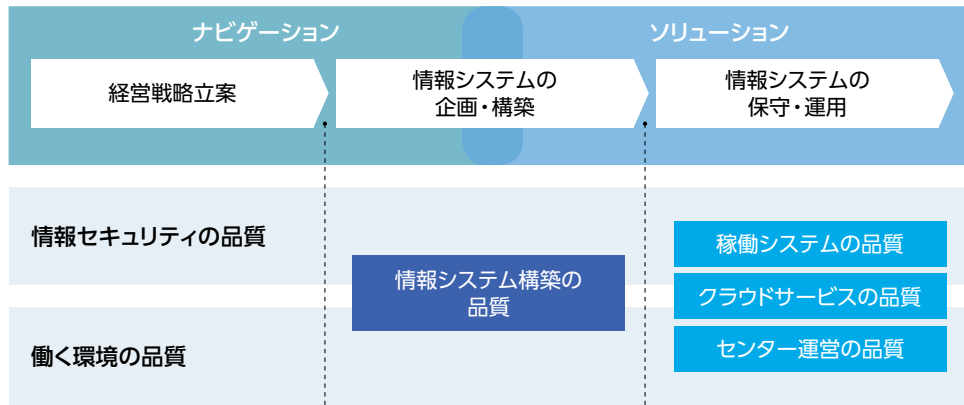 ナビゲーション
ソリューション
経営戦略立案
情報システムの
企画・構築
情報システムの
保守・運用
情報セキュリティの品質
情報システム構築の
品質
稼働システムの品質
クラウドサービスの品質
センター運営の品質
働く環境の品質